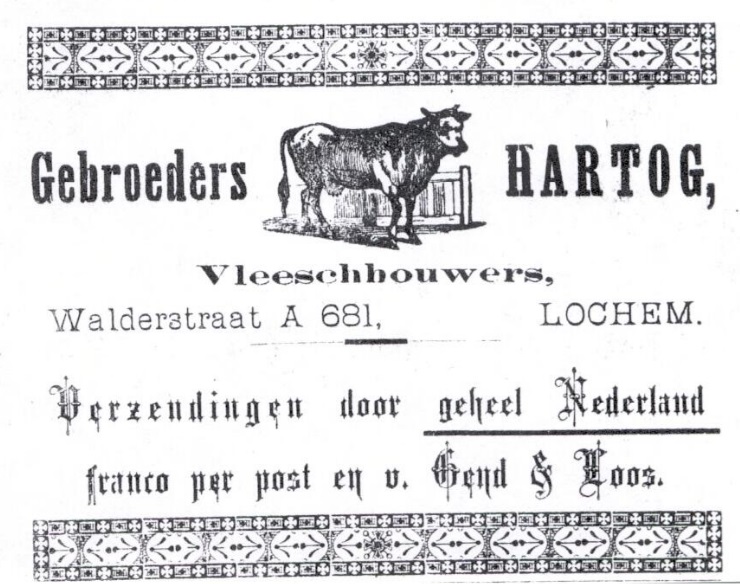 Gebroeders HARTOG,
Vleeschhouwers,
Walderstraat A 681, LOCHEM.
Verzendingen door geheel Nederland
franco per post en v. Gend & Loos.